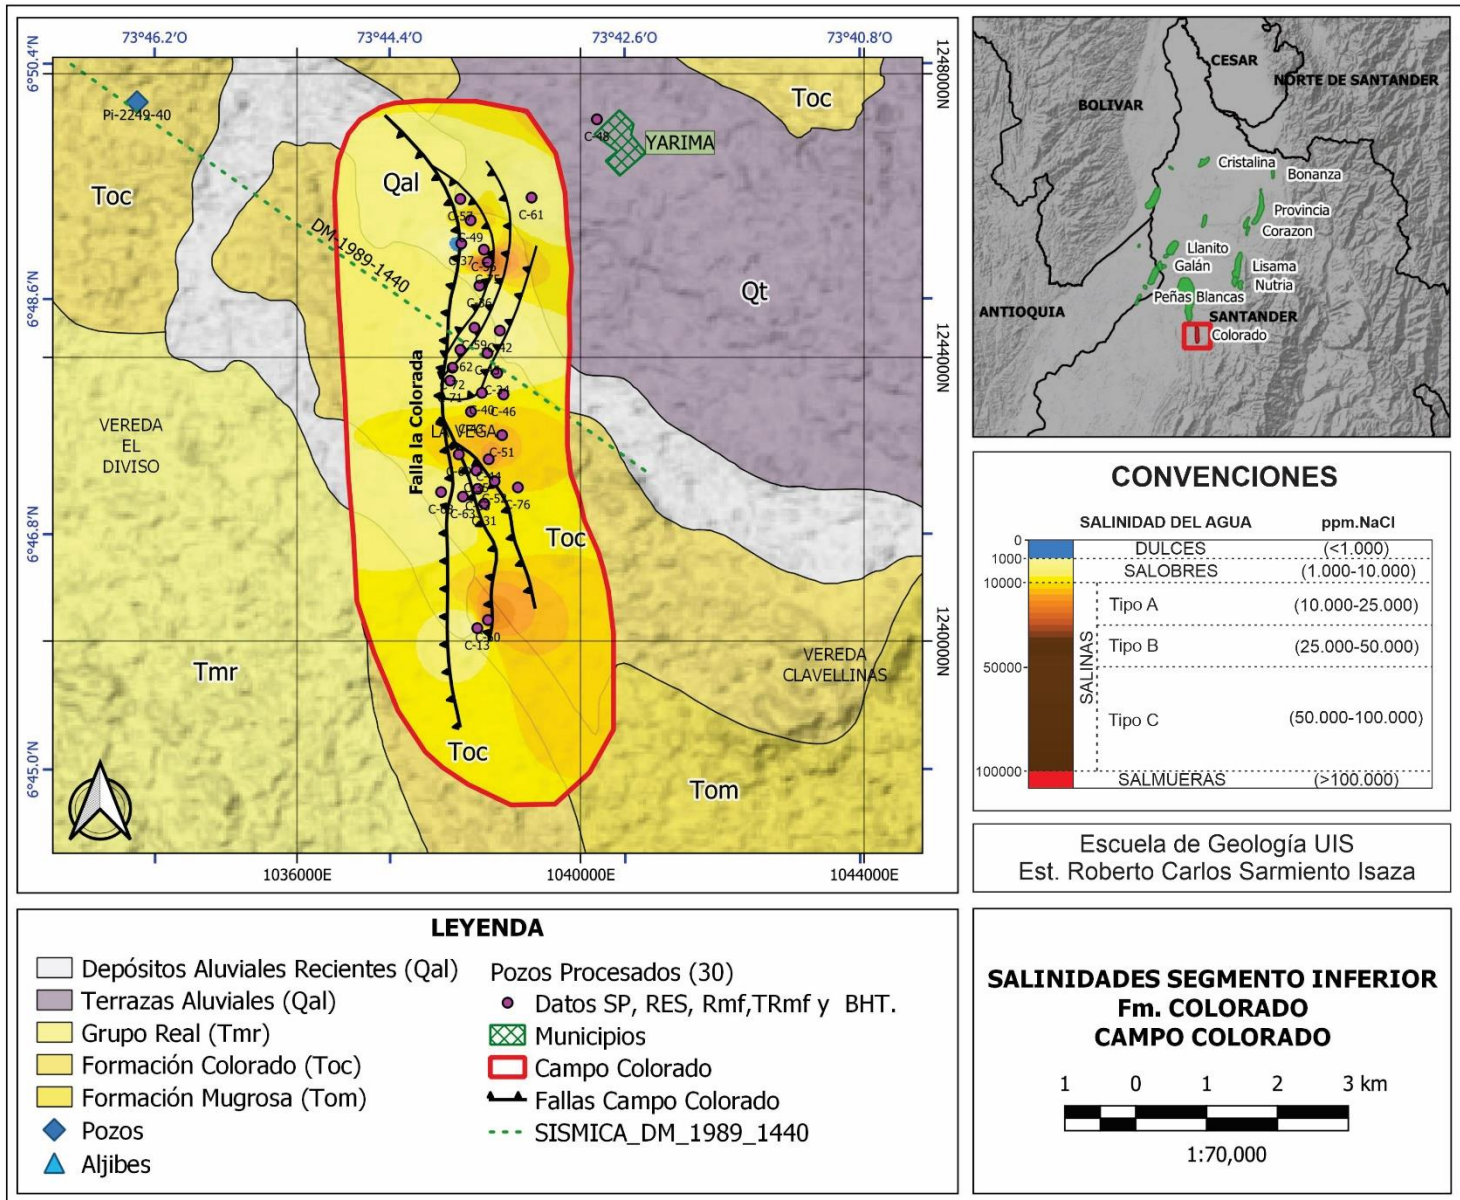 73°46.2'O
73°44.4'O
73°42.6'O
73°40.8'O
6°50.4'N
6°48.6'N
6°46.8'N
6°45.0'N
1248000N
1244000N
1240000N
1036000E
1040000E
1044000E
Pi-2249-40
Toc
Qal
DM-1989-1440
Toc
C-48
YARIMA
C-57
C-61
C-49
C-37
C-75
C-36
Qt
C-59
C-42
C-62
C-72
C-34
C-40
C-46
Falla la Colorada
LA VEGA
C-51
C-44
C-52
C-76
C-63
C-31
VEREDA
EL
DIVISO
Toc
C-13
VEREDA
CLAVELLINAS
Tmr
Toc
Tom
CESAR
NORTE DE SANTANDER
BOLIVAR
Cristalina
Bonanza
Provincia
Corazon
Llanito
Galán
Lisama
Nutria
Peñas Blancas
ANTIOQUIA
SANTANDER
Colorado
CONVENCIONES
SALINIDAD DEL AGUA ppm.NaCl
0
DULCES (<1.000)
1000
SALOBRES (1.000-10.000)
10000
Tipo A (10.000-25.000)
Tipo B (25.000-50.000)
50000
SALINAS
Tipo C (50.000-100.000)
100000
SALMUERAS (>100.000)
Escuela de Geología UIS
Est. Roberto Carlos Sarmiento Isaza
LEYENDA
Depósitos Aluviales Recientes (Qal)
Terrazas Aluviales (Qal)
Grupo Real (Tmr)
Formación Colorado (Toc)
Formación Mugrosa (Tom)
Pozos
Aljibes
Pozos Procesados (30)
Datos SP, RES, Rmf,TRmf y BHT.
Municipios
Campo Colorado
Fallas Campo Colorado
SISMICA_DM_1989_1440
SALINIDADES SEGMENTO INFERIOR
Fm. COLORADO
CAMPO COLORADO
1 0 1 2 3 km
1:70,000